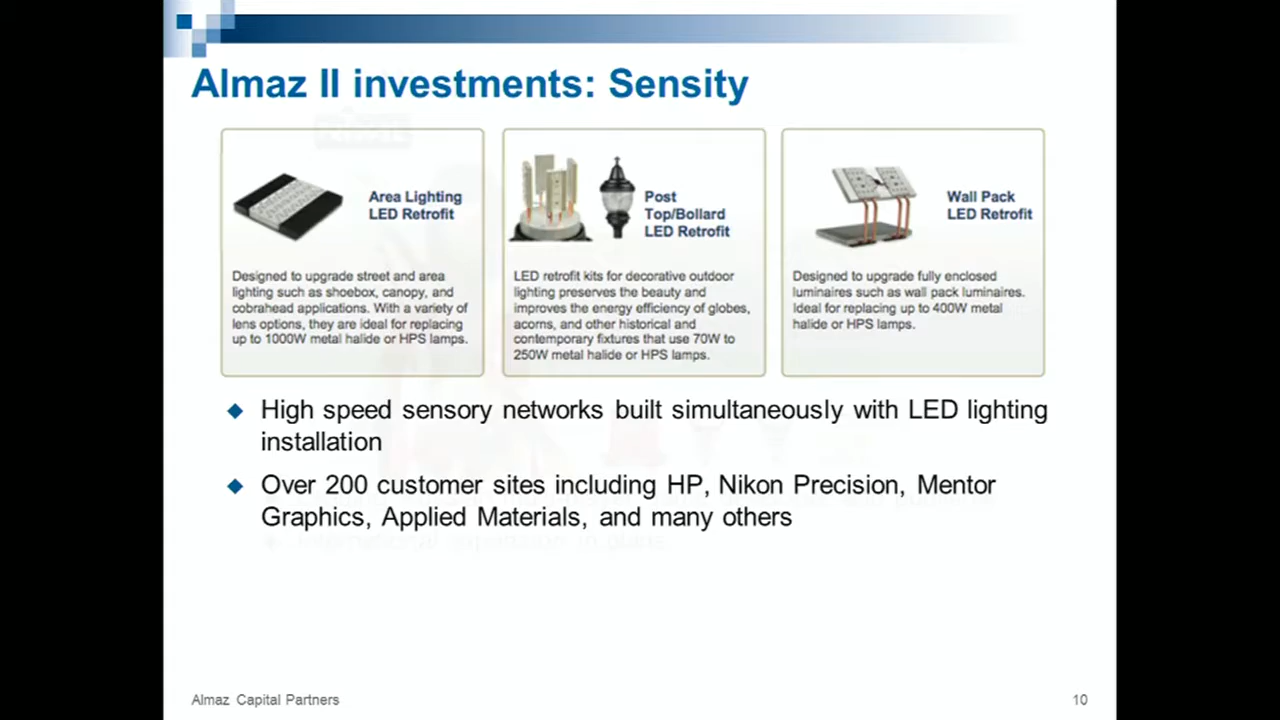 Almaz II investments: Sensity
Area Lighting
LED Retrofit
Designed to upgrade street and area
lighting such as shoebox, canopy, and
cobrahead applications. With a variety of
lens options, they are ideal for replacing
up to 1000W metal halide or HPS lamps.
Post
Top/Bollard
LED Retrofit
LED retrofit kits for decorative outdoor
lighting preserves the beauty and
improves the energy efficiency of globes,
acorns, and other historical and
contemporary fixtures that use 70W to
250W metal halide or HPS lamps.
Wall Pack
LED Retrofit
Designed to upgrade fully enclosed
luminaires such as wall pack luminaires.
Ideal for replacing up to 400W metal
halide or HPS lamps.
High speed sensory networks built simultaneously with LED lighting
installation
Over 200 customer sites including HP, Nikon Precision, Mentor
Graphics, Applied Materials, and many others
Almaz Capital Partners
10